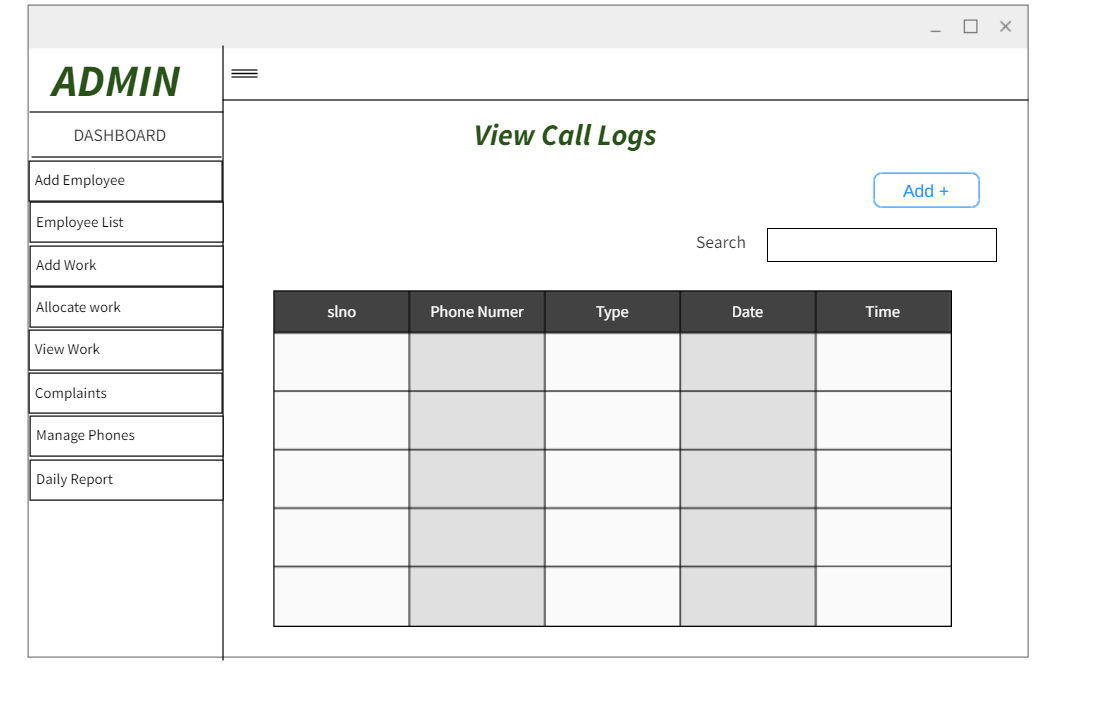 ADMIN
DASHBOARD
Add Employee
Employee List
Add Work
Allocate work
View Work
Complaints
Manage Phones
Daily Report
View Call Logs
Add +
Search
slno Phone Numer Type Date Time